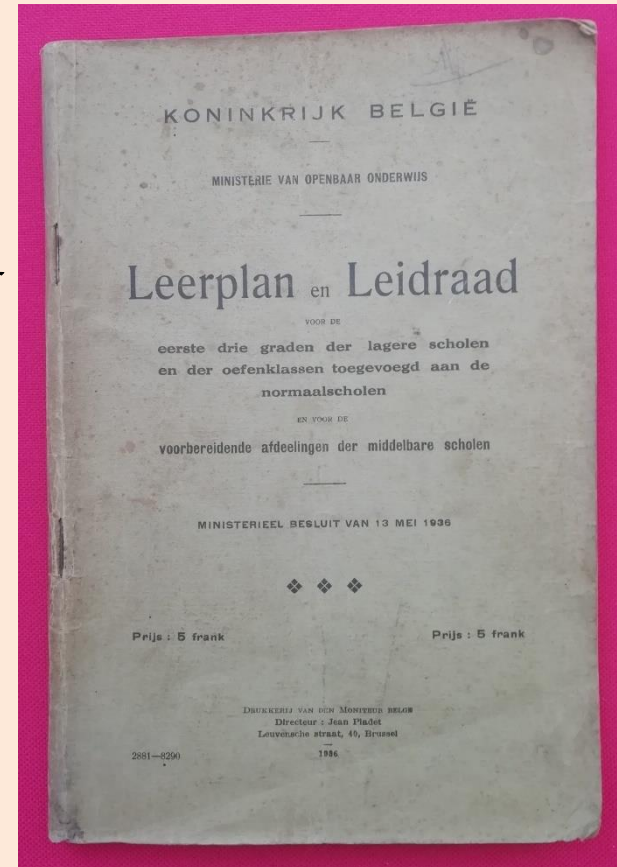 KONINKRIJK BELGIË
MINISTERIE VAN OPENBAAR ONDERWIJS
Leerplan en Leidraad
VOOR DE
eerste drie graden der lagere scholen
en der oefenklassen toegevoegd aan de
normaalscholen
EN VOOR DE
voorbereidende afdeelingen der middelbare scholen
MINISTERIEEL BESLUIT VAN 13 MEI 1936
Prijs : 5 frank Prijs : 5 frank
DRUKKERIJ VAN DEN MONITEUR BELGE
Directeur : Jean Pladet
Leuvensche straat, 40, Brussel
1936
2881—8290